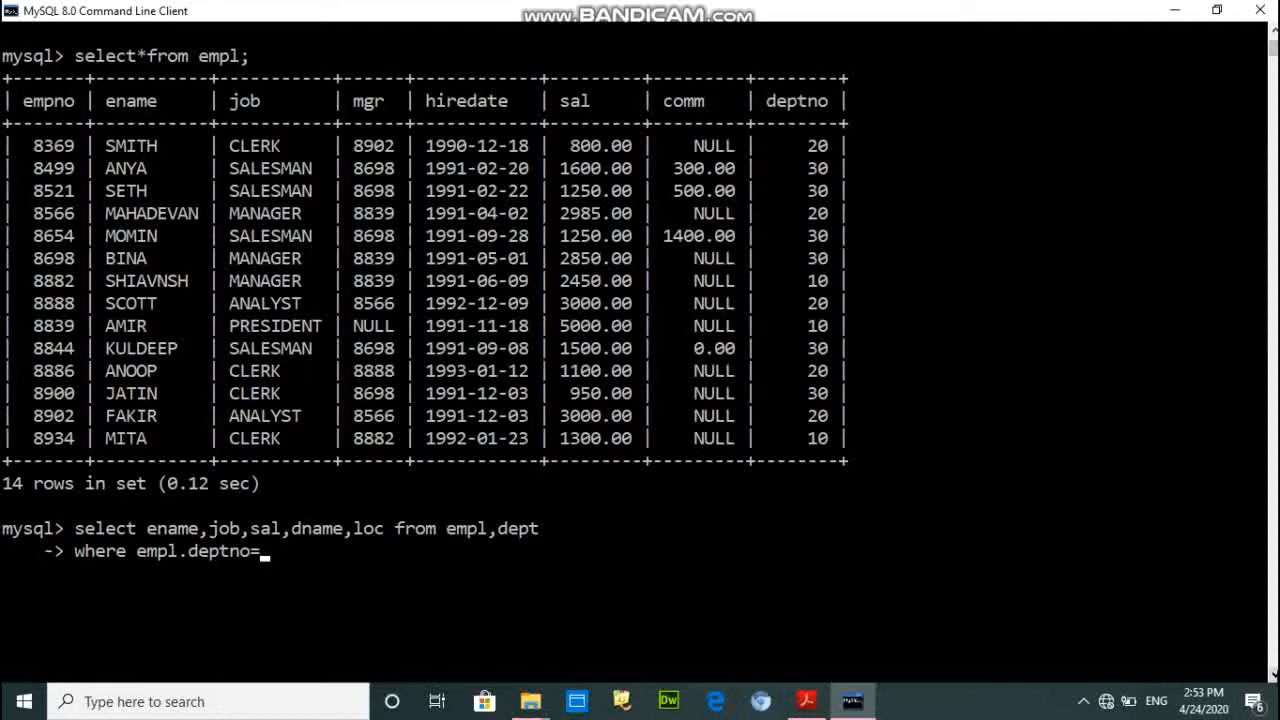 MySQL 8.0 Command Line Client
www.BANDICAM.com
mysql> select*from empl;
+-------+-----------+-----------+------+------------+---------+---------+--------+
| empno | ename | job | mgr | hiredate | sal | comm | deptno |
+-------+-----------+-----------+------+------------+---------+---------+--------+
| 8369 | SMITH | CLERK | 8902 | 1990-12-18 | 800.00 | NULL | 20 |
| 8499 | ANYA | SALESMAN | 8698 | 1991-02-20 | 1600.00 | 300.00 | 30 |
| 8521 | SETH | SALESMAN | 8698 | 1991-02-22 | 1250.00 | 500.00 | 30 |
| 8566 | MAHADEVAN | MANAGER | 8839 | 1991-04-02 | 2985.00 | NULL | 20 |
| 8654 | MOMIN | SALESMAN | 8698 | 1991-09-28 | 1250.00 | 1400.00 | 30 |
| 8698 | BINA | MANAGER | 8839 | 1991-05-01 | 2850.00 | NULL | 30 |
| 8882 | SHIAVNSH | MANAGER | 8839 | 1991-06-09 | 2450.00 | NULL | 10 |
| 8888 | SCOTT | ANALYST | 8566 | 1992-12-09 | 3000.00 | NULL | 20 |
| 8839 | AMIR | PRESIDENT | NULL | 1991-11-18 | 5000.00 | NULL | 10 |
| 8844 | KULDEEP | SALESMAN | 8698 | 1991-09-08 | 1500.00 | 0.00 | 30 |
| 8886 | ANOOP | CLERK | 8888 | 1993-01-12 | 1100.00 | NULL | 20 |
| 8900 | JATIN | CLERK | 8698 | 1991-12-03 | 950.00 | NULL | 30 |
| 8902 | FAKIR | ANALYST | 8566 | 1991-12-03 | 3000.00 | NULL | 20 |
| 8934 | MITA | CLERK | 8882 | 1992-01-23 | 1300.00 | NULL | 10 |
+-------+-----------+-----------+------+------------+---------+---------+--------+
14 rows in set (0.12 sec)
mysql> select ename,job,sal,dname,loc from empl,dept
-> where empl.deptno=_
Type here to search
Dw
ENG
2:53 PM
4/24/2020
6